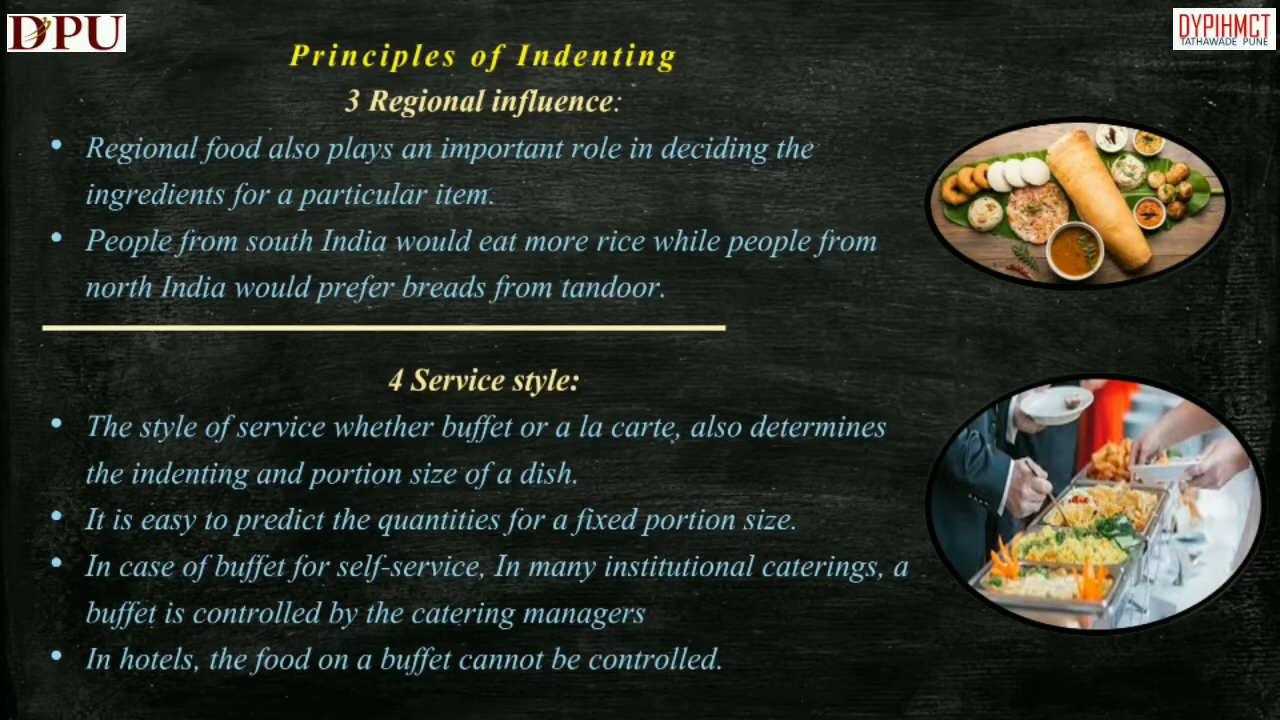 DPU
DYPIHMCT
TATHAWADE PUNE
Principles of Indenting
3 Regional influence:
• Regional food also plays an important role in deciding the
ingredients for a particular item.
• People from south India would eat more rice while people from
north India would prefer breads from tandoor.
4 Service style:
• The style of service whether buffet or a la carte, also determines
the indenting and portion size of a dish.
• It is easy to predict the quantities for a fixed portion size.
• In case of buffet for self-service, In many institutional caterings, a
buffet is controlled by the catering managers
• In hotels, the food on a buffet cannot be controlled.